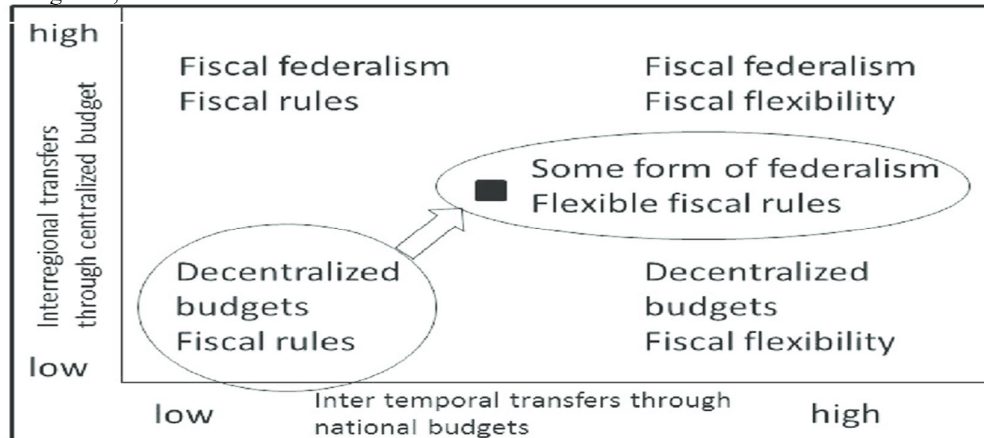 high
Fiscal federalism
Fiscal rules
Fiscal federalism
Fiscal flexibility
Interregional transfers
through centralized budget
Some form of federalism
Flexible fiscal rules
Decentralized
budgets
Fiscal rules
Decentralized
budgets
Fiscal flexibility
low
low
Inter temporal transfers through
national budgets
high